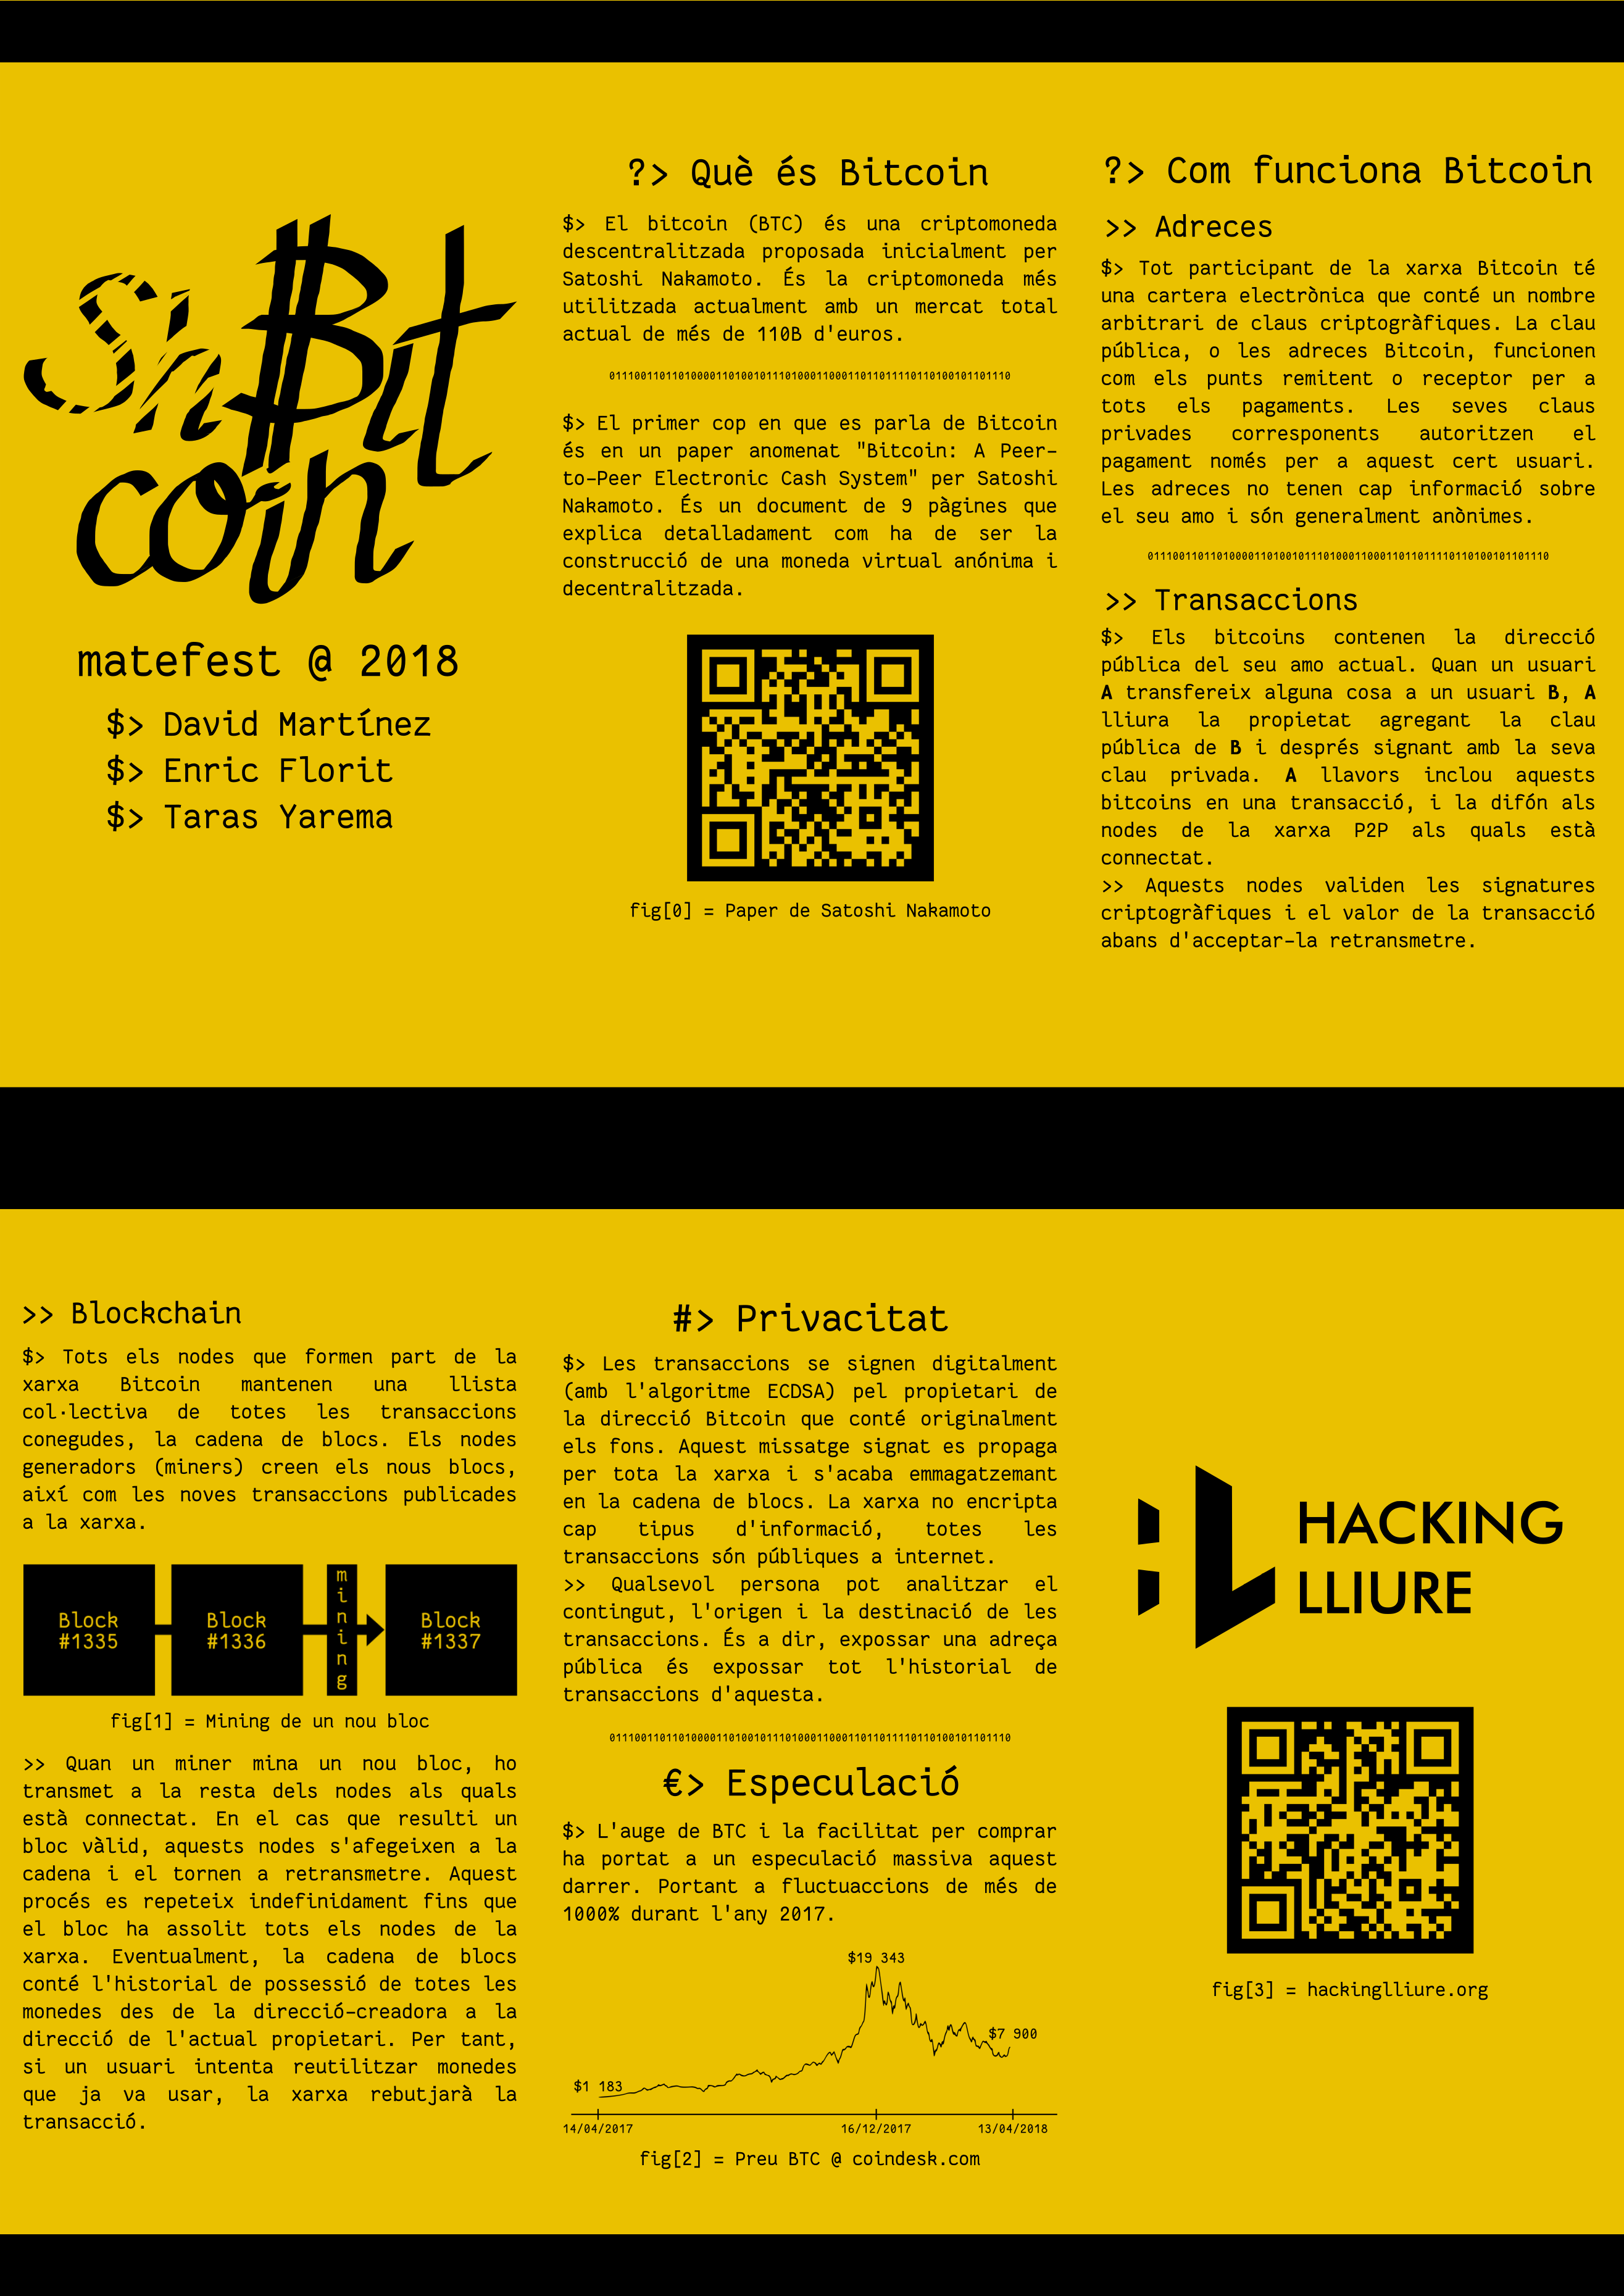 ShBit
coin
matefest @ 2018
$> David Martínez
$> Enric Florit
$> Taras Yarema
?> Què és Bitcoin
$> El bitcoin (BTC) és una criptomoneda
descentralitzada proposada inicialment per
Satoshi Nakamoto. És la criptomoneda més
utilitzada actualment amb un mercat total
actual de més de 110B d'euros.
$> El primer cop en que es parla de Bitcoin
és en un paper anomenat "Bitcoin: A Peer-
to-Peer Electronic Cash System" per Satoshi
Nakamoto. És un document de 9 pàgines que
explica detalladament com ha de ser la
construcció de una moneda virtual anónima i
decentralitzada.
fig[0] = Paper de Satoshi Nakamoto
?> Com funciona Bitcoin
>> Adreces
$> Tot participant de la xarxa Bitcoin té
una cartera electrònica que conté un nombre
arbitrari de claus criptogràfiques. La clau
pública, o les adreces Bitcoin, funcionen
com els punts remitent o receptor per a
tots els pagaments. Les seves claus
privades corresponents autoritzen el
pagament només per a aquest cert usuari.
Les adreces no tenen cap informació sobre
el seu amo i són generalment anònimes.
>> Transaccions
$> Els bitcoins contenen la direcció
pública del seu amo actual. Quan un usuari
A transfereix alguna cosa a un usuari B, A
lliura la propietat agregant la clau
pública de B i després signant amb la seva
clau privada. A llavors inclou aquests
bitcoins en una transacció, i la difón als
nodes de la xarxa P2P als quals està
connectat.
>> Aquests nodes validen les signatures
criptogràfiques i el valor de la transacció
abans d'acceptar-la retransmetre.
>> Blockchain
$> Tots els nodes que formen part de la
xarxa Bitcoin mantenen una llista
col·lectiva de totes les transaccions
conegudes, la cadena de blocs. Els nodes
generadors (miners) creen els nous blocs,
així com les noves transaccions publicades
a la xarxa.
Block
#1335
Block
#1336
mining
Block
#1337
fig[1] = Mining de un nou bloc
>> Quan un miner mina un nou bloc, ho
transmet a la resta dels nodes als quals
està connectat. En el cas que resulti un
bloc vàlid, aquests nodes s'afegeixen a la
cadena i el tornen a retransmetre. Aquest
procés es repeteix indefinidament fins que
el bloc ha assolit tots els nodes de la
xarxa. Eventualment, la cadena de blocs
conté l'historial de possessió de totes les
monedes des de la direcció-creadora a la
direcció de l'actual propietari. Per tant,
si un usuari intenta reutilitzar monedes
que ja va usar, la xarxa rebutjarà la
transacció.
#> Privacitat
$> Les transaccions se signen digitalment
(amb l'algoritme ECDSA) pel propietari de
la direcció Bitcoin que conté originalment
els fons. Aquest missatge signat es propaga
per tota la xarxa i s'acaba emmagatzemant
en la cadena de blocs. La xarxa no encripta
cap tipus d'informació, totes les
transaccions són públiques a internet.
>> Qualsevol persona pot analitzar el
contingut, l'origen i la destinació de les
transaccions. És a dir, expossar una adreça
pública és expossar tot l'historial de
transaccions d'aquesta.
€> Especulació
$> L'auge de BTC i la facilitat per comprar
ha portat a un especulació massiva aquest
darrer. Portant a fluctuaccions de més de
1000% durant l'any 2017.
$19 343
$7 900
$1 183
14/04/2017 16/12/2017 13/04/2018
fig[2] = Preu BTC @ coindesk.com
HACKING
LLIURE
fig[3] = hackinglliure.org